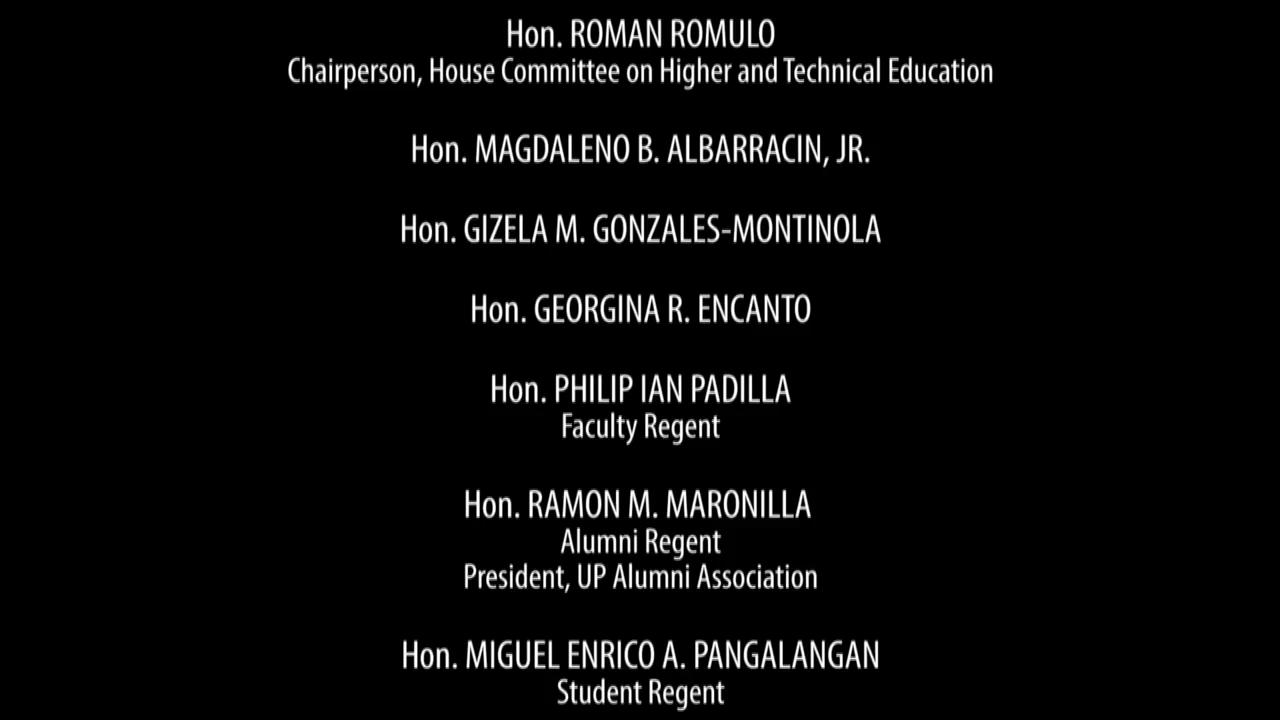 Hon. ROMAN ROMULO
Chairperson, House Committee on Higher and Technical Education
Hon. MAGDALENO B. ALBARRACIN, JR.
Hon. GIZELA M. GONZALES-MONTINOLA
Hon. GEORGINA R. ENCANTO
Hon. PHILIP IAN PADILLA
Faculty Regent
Hon. RAMON M. MARONILLA
Alumni Regent
President, UP Alumni Association
Hon. MIGUEL ENRICO A. PANGALANGAN
Student Regent